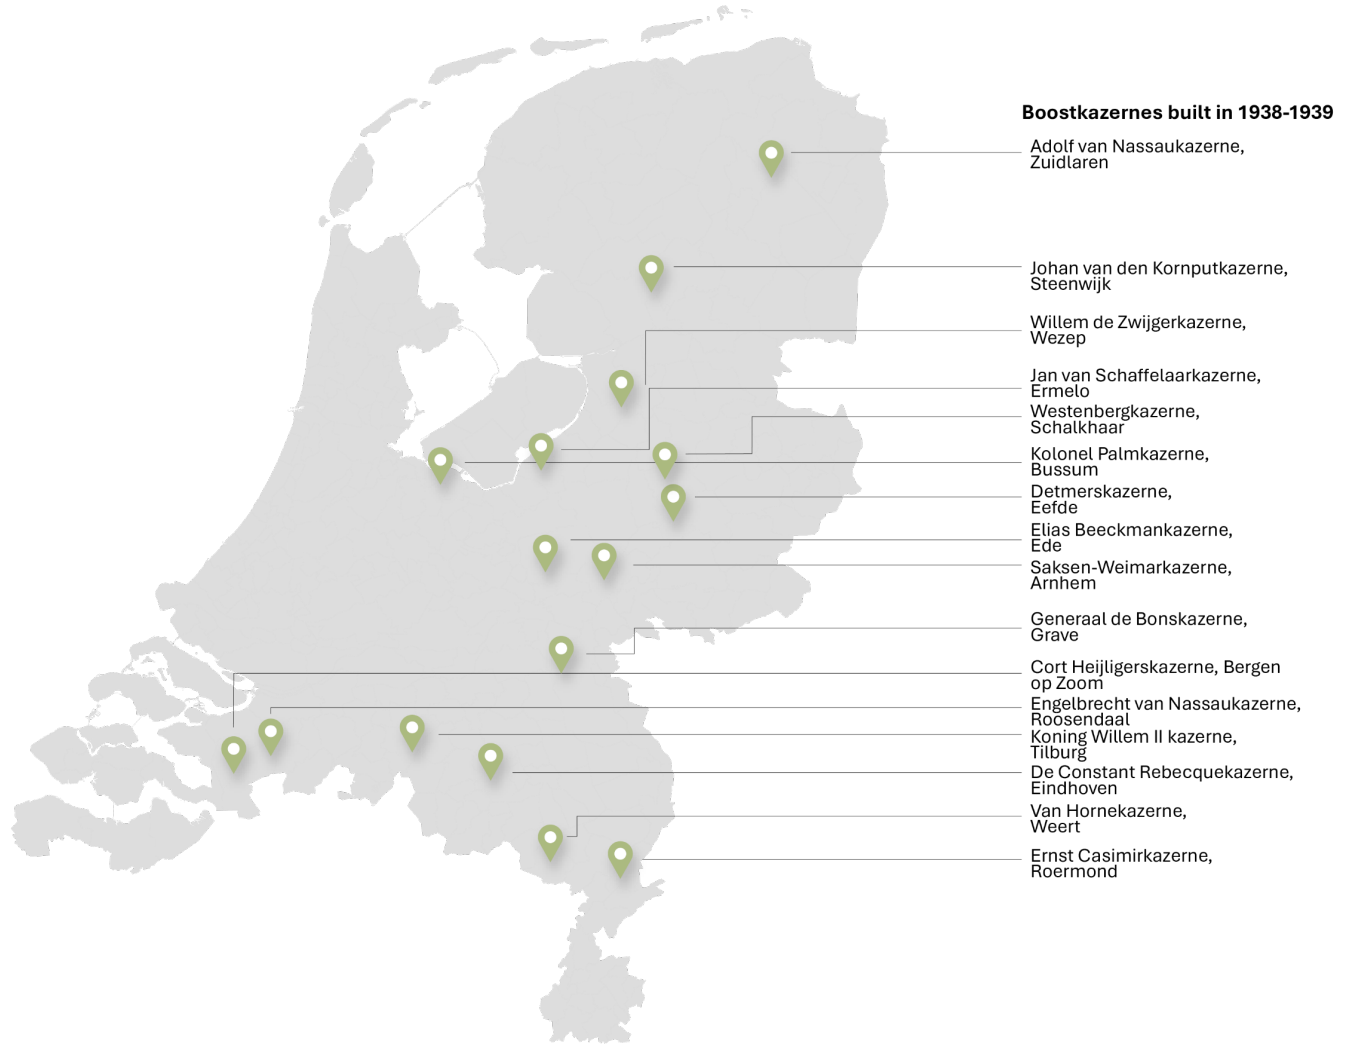 Boostkazernes built in 1938-1939
Adolf van Nassaukazerne,
Zuidlaren
Johan van den Kornputkazerne,
Steenwijk
Willem de Zwijgerkazerne,
Wezep
Jan van Schaffelaarkazerne,
Ermelo
Westenbergkazerne,
Schalkhaar
Kolonel Palmkazerne,
Bussum
Detmerskazerne,
Eefde
Elias Beeckmankazerne,
Ede
Saksen-Weimarkazerne,
Arnhem
Generaal de Bonskazerne,
Grave
Cort Heijligerskazerne, Bergen
op Zoom
Engelbrecht van Nassaukazerne,
Roosendaal
Koning Willem II kazerne,
Tilburg
De Constant Rebecquekazerne,
Eindhoven
Van Hornekazerne,
Weert
Ernst Casimirkazerne,
Roermond